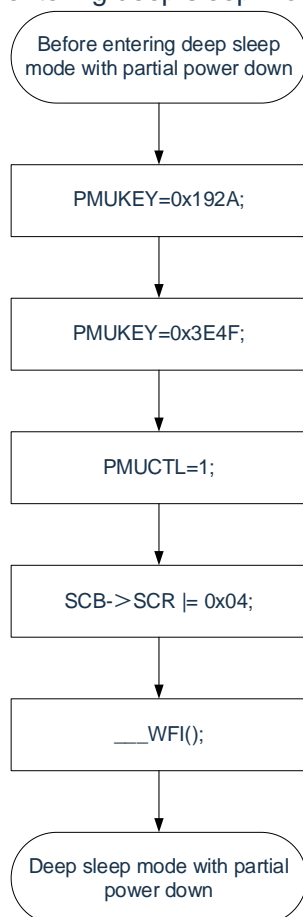 Before entering deep sleep
mode with partial power down
PMUKEY=0x192A;
PMUKEY=0x3E4F;
PMUCTL=1;
SCB->SCR |= 0x04;
___WFI();
Deep sleep mode with partial
power down